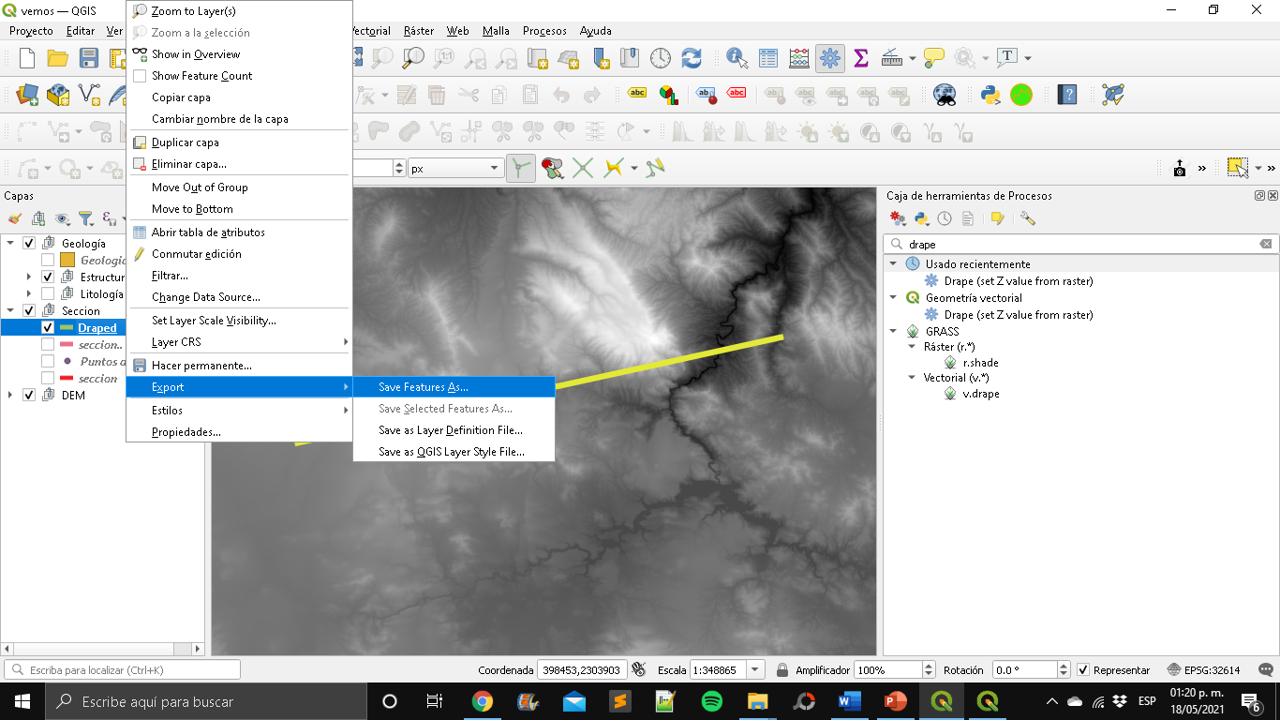 vemos — QGIS
Proyecto Editar Ver
Vectorial Ráster Web Malla Procesos Ayuda
Zoom to Layer(s)
Zoom a la selección
Show in Overview
Show Feature Count
Copiar capa
Cambiar nombre de la capa
Duplicar capa
Eliminar capa...
Move Out of Group
Move to Bottom
Abrir tabla de atributos
Conmutar edición
Filtrar...
Change Data Source...
Set Layer Scale Visibility...
Layer CRS
Hacer permanente...
Export
Estilos
Propiedades...
Save Features As...
Save Selected Features As...
Save as Layer Definition File...
Save as QGIS Layer Style File...
px
Capas
Geología
Geologic
Estructur
Litología
Seccion
Draped
seccion..
Puntos
seccion
DEM
Caja de herramientas de Procesos
drape
Usado recientemente
Drape (set Z value from raster)
Geometría vectorial
Drape (set Z value from raster)
GRASS
Ráster (r.*)
r.shade
Vectorial (v.*)
v.drape
Escriba para localizar (Ctrl+K)
Coordenada 398453,2303903 Escala 1:348865 Amplificador 100% Rotación 0.0 ° Representar EPSG:32614
Escribe aquí para buscar
ESP
01:20 p. m.
18/05/2021
6